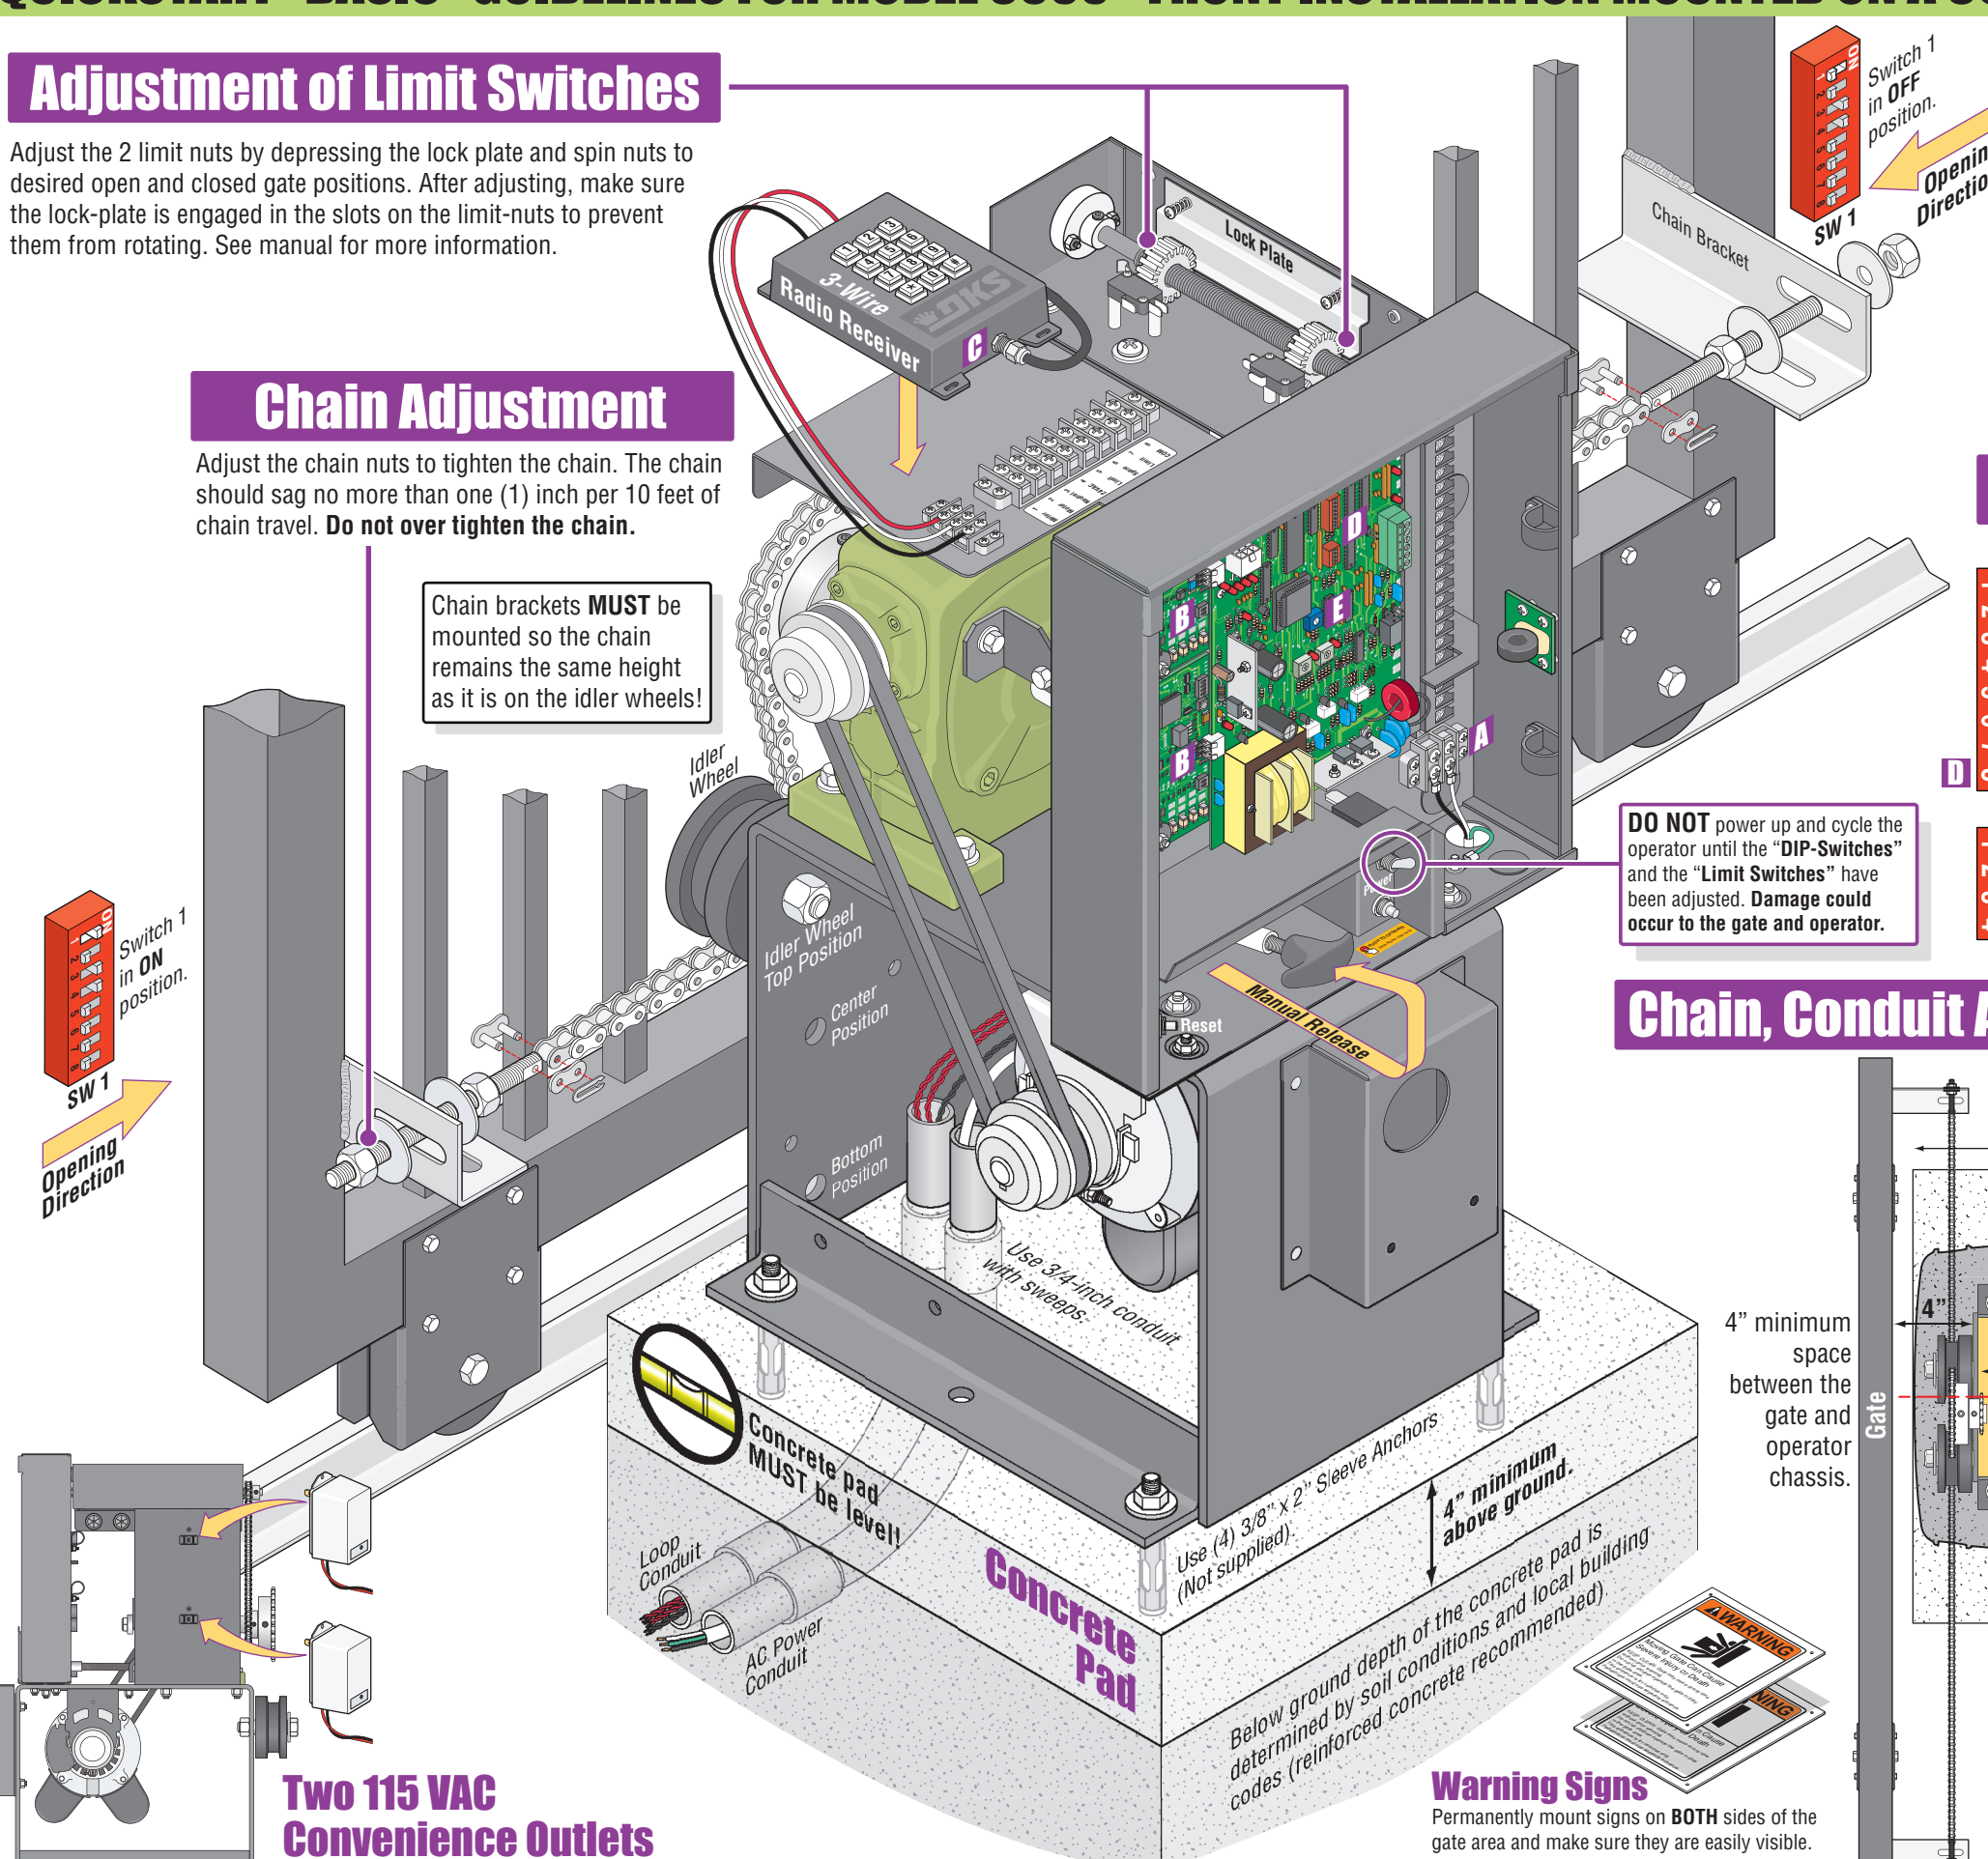 Adjustment of Limit Switches
Adjust the 2 limit nuts by depressing the lock plate and spin nuts to
desired open and closed gate positions. After adjusting, make sure
the lock-plate is engaged in the slots on the limit-nuts to prevent
them from rotating. See manual for more information.
Chain Adjustment
Adjust the chain nuts to tighten the chain. The chain
should sag no more than one (1) inch per 10 feet of
chain travel. Do not over tighten the chain.
Chain brackets MUST be
mounted so the chain
remains the same height
as it is on the idler wheels!
3-Wire
Radio Receiver
DKS
C
Lock Plate
Chain Bracket
ON
Switch 1
in OFF
position.
SW 1
D
E
B
B
A
Power
DO NOT power up and cycle the
operator until the “DIP-Switches”
and the “Limit Switches” have
been adjusted. Damage could
occur to the gate and operator.
D
Idler
Wheel
Idler Wheel
Top Position
Center
Position
Bottom
Position
Reset
Manual Release
ON
Switch 1
in ON
position.
SW 1
Opening
Direction
Use 3/4-inch conduit
with sweeps.
Concrete pad
MUST be level!
Loop
Conduit
AC Power
Conduit
Concrete
Pad
Use (4) 3/8” x 2” Sleeve Anchors
(Not supplied).
4” minimum
above ground.
Below ground depth of the concrete pad is
determined by soil conditions and local building
codes (reinforced concrete recommended).
Chain, Conduit
4” minimum
space
between the
gate and
operator
chassis.
Gate
4”
WARNING
Moving Gate Can Cause
Severe Injury or Death
Warning Signs
Permanently mount signs on BOTH sides of the
gate area and make sure they are easily visible.
Two 115 VAC
Convenience Outlets